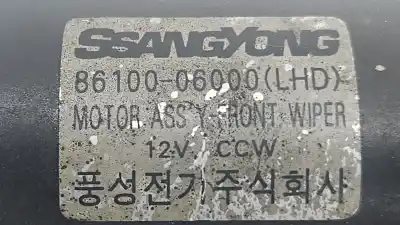 SSANGYONG
86100-06000(LHD)
MOTOR ASS'Y FRONT WIPER
12V CCW
풍성전기주식회사